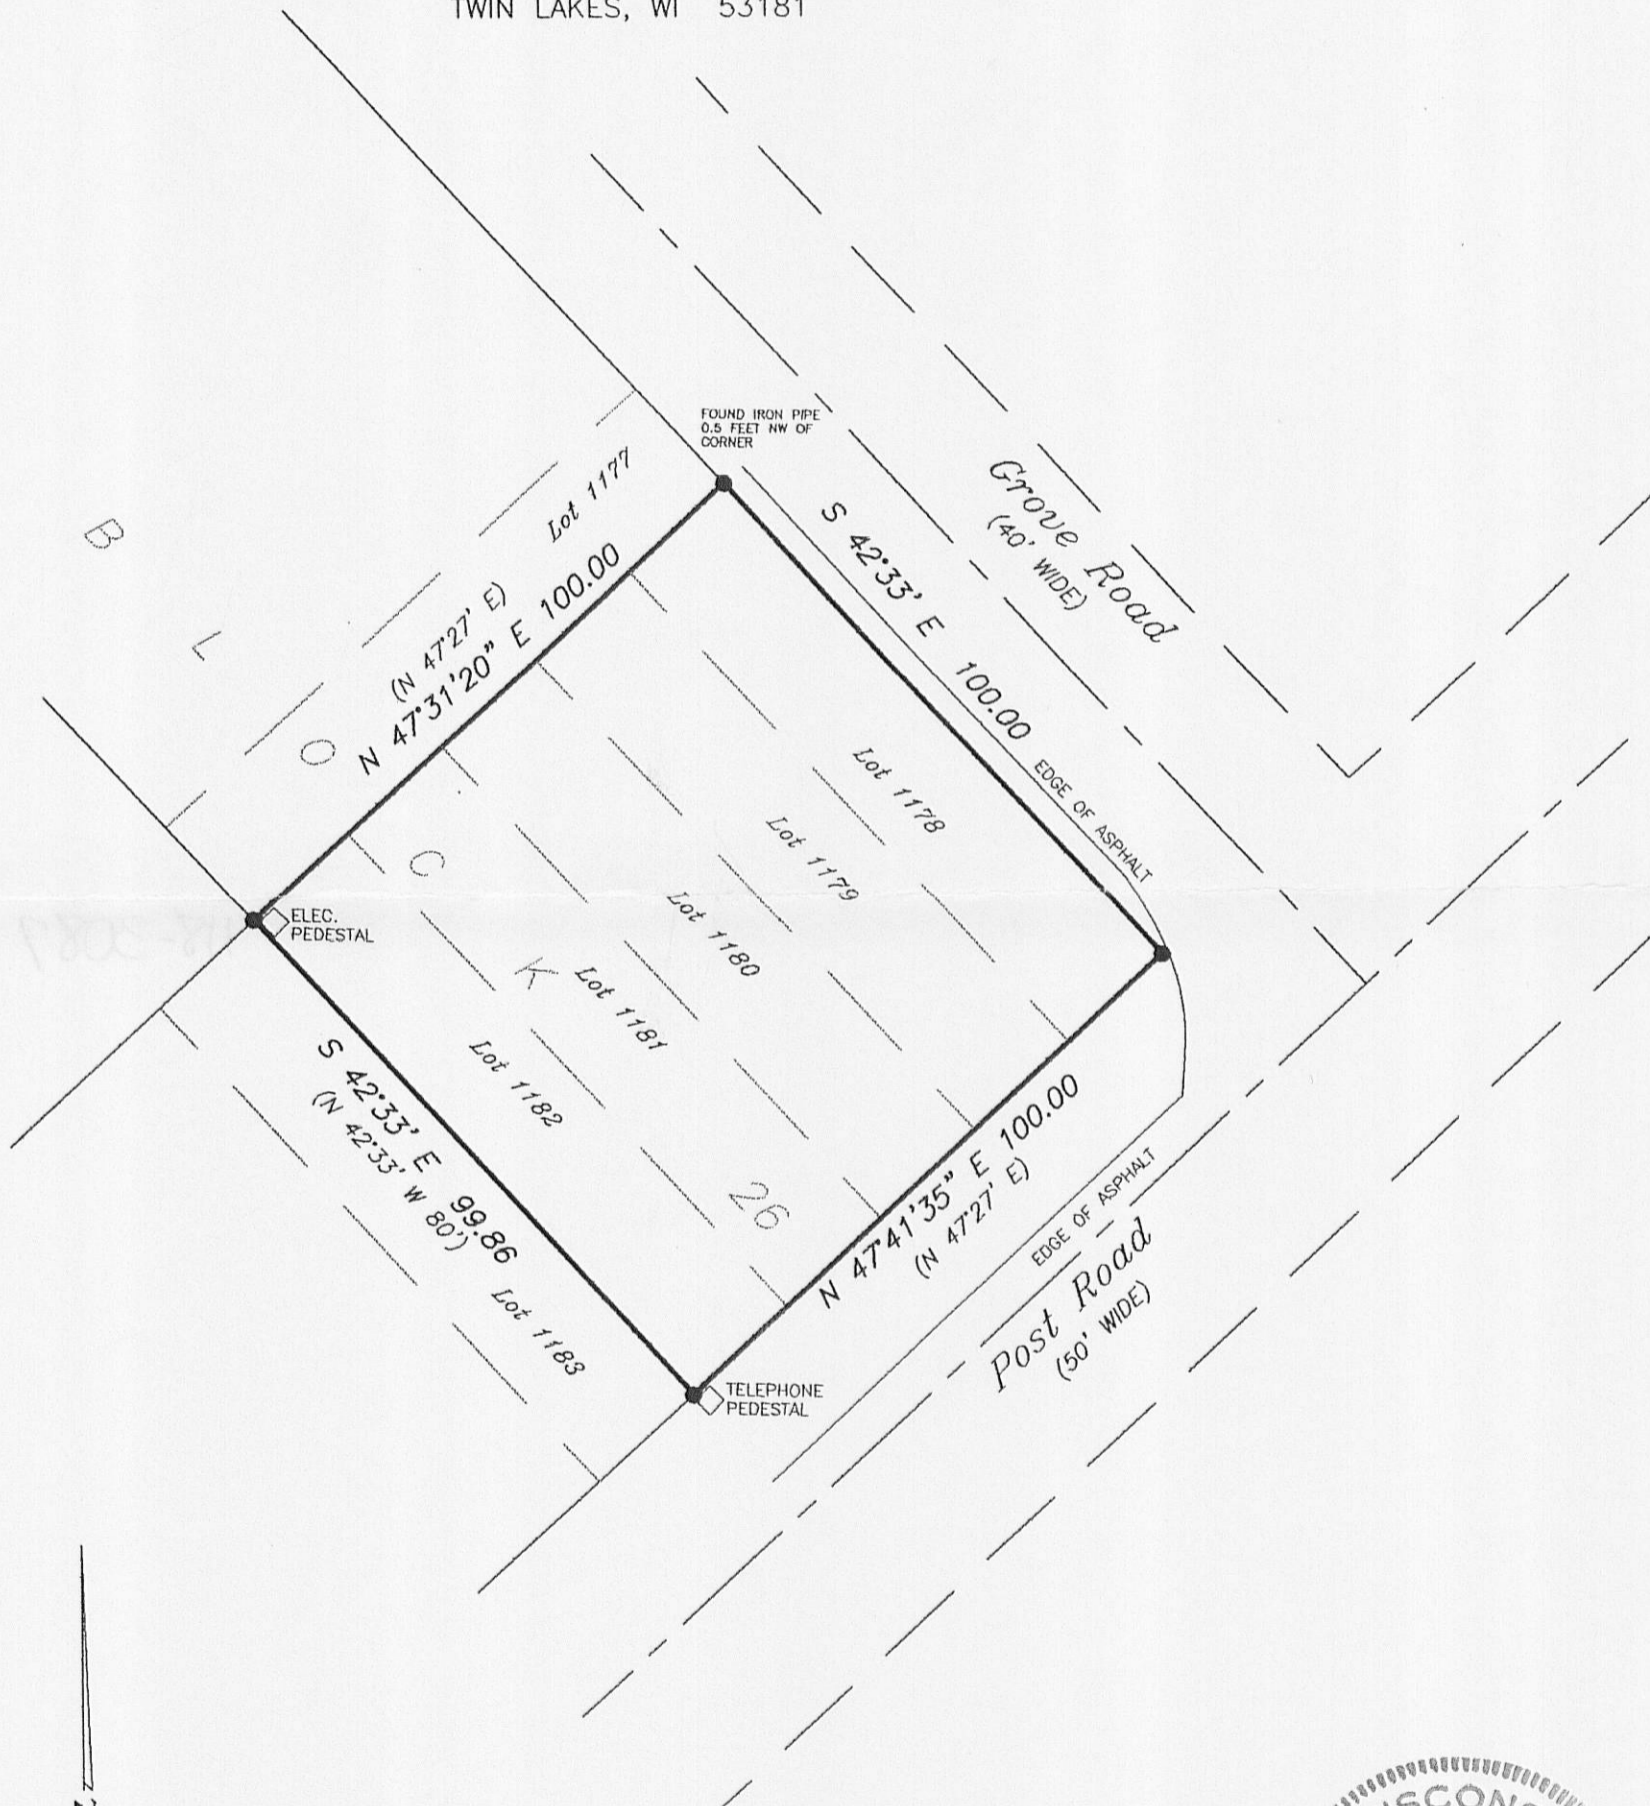 TWIN LAKES, WI 53181
FOUND IRON PIPE
0.5 FEET NW OF
CORNER
Grove Road
(40' WIDE)
S 42°33' E 100.00
EDGE OF ASPHALT
Lot 1177
(N 47°27' E)
N 47°31'20" E 100.00
B L O C K 26
Lot 1178
Lot 1179
Lot 1180
Lot 1181
Lot 1182
ELEC.
PEDESTAL
S 42°33' E 99.86
(N 42°33' W 80')
Lot 1183
N 47°41'35" E 100.00
(N 47°27' E)
EDGE OF ASPHALT
Post Road
(50' WIDE)
TELEPHONE
PEDESTAL